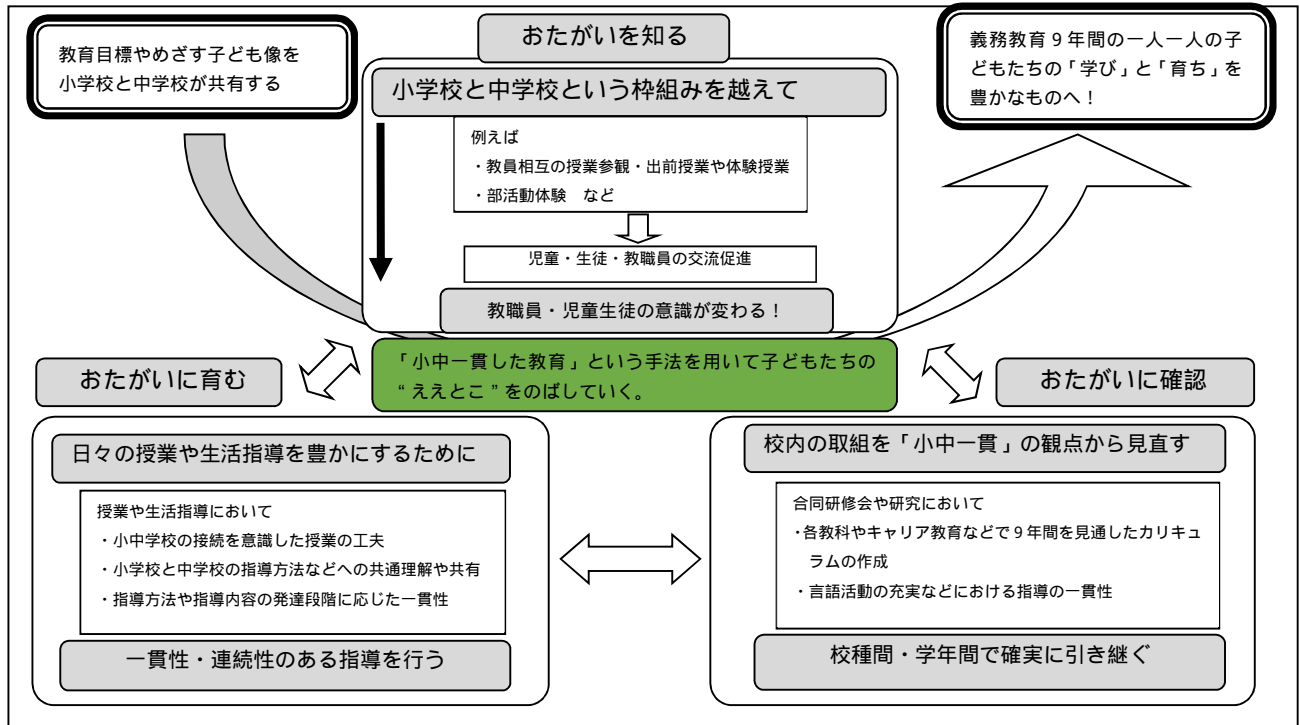 教育目標やめざす子ども像を
小学校と中学校が共有する
おたがいを知る
小学校と中学校という枠組みを越えて
例えば
・教員相互の授業参観・出前授業や体験授業
・部活動体験　など
児童・生徒・教職員の交流促進
教職員・児童生徒の意識が変わる！
義務教育９年間の一人一人の子
どもたちの「学び」と「育ち」を
豊かなものへ！
「小中一貫した教育」という手法を用いて子どもたちの
“ええとこ”をのばしていく。
おたがいに育む
日々の授業や生活指導を豊かにするために
授業や生活指導において
・小中学校の接続を意識した授業の工夫
・小学校と中学校の指導方法などへの共通理解や共有
・指導方法や指導内容の発達段階に応じた一貫性
一貫性・連続性のある指導を行う
おたがいに確認
校内の取組を「小中一貫」の観点から見直す
合同研修会や研究において
・各教科やキャリア教育などで９年間を見通したカリキュ
ラムの作成
・言語活動の充実などにおける指導の一貫性
校種間・学年間で確実に引き継ぐ